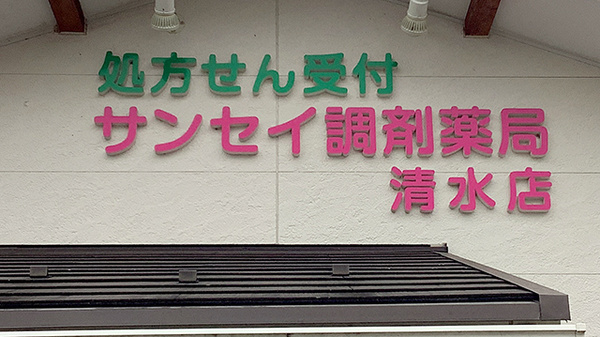 処方せん受付
サンセイ調剤薬局
清水店